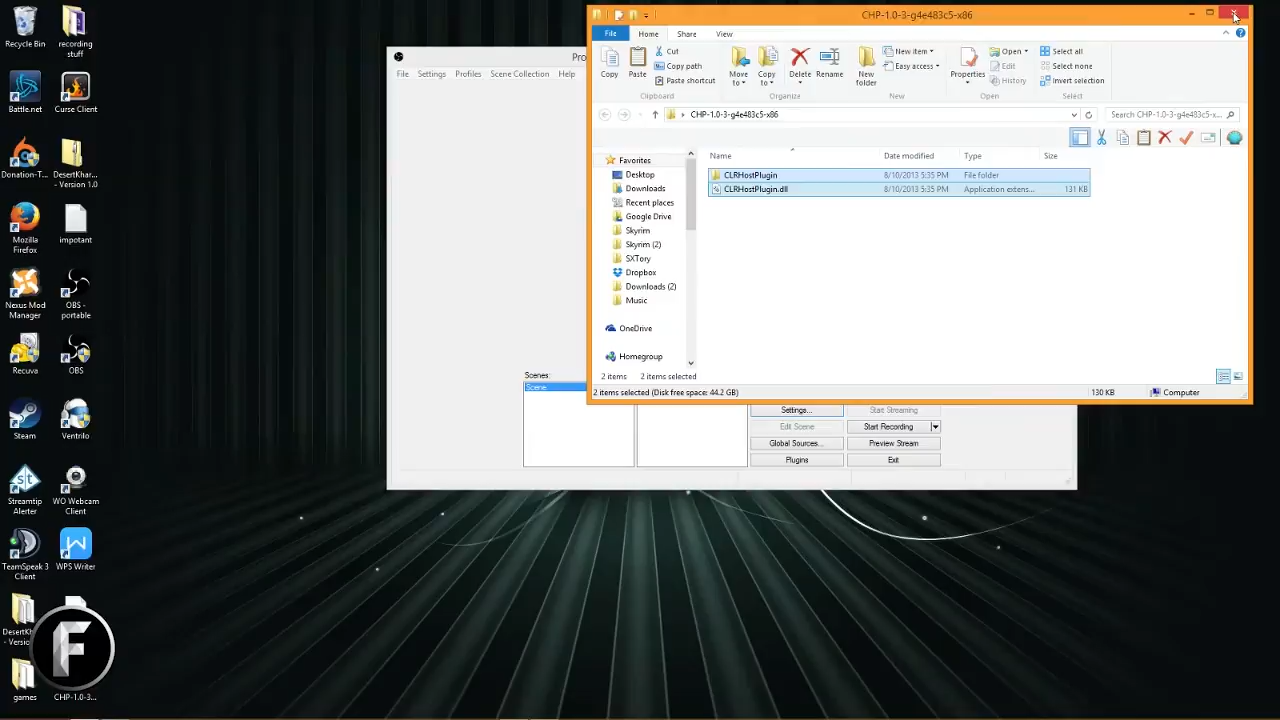 Recycle Bin
recording stuff
Battle.net
Curse Client
Donation-T...
DesertKhar... - Version 1.0
Mozilla Firefox
impotant
Nexus Mod Manager
OBS - portable
Recuva
OBS
Steam
Ventrilo
Streamtip Alerter
WO Webcam Client
TeamSpeak 3 Client
WPS Writer
games
CHP-1.0-3...
File Settings Profiles Scene Collection Help
Scenes:
Scene
Settings... Start Streaming
Edit Scene Start Recording
Global Sources... Preview Stream
Plugins Exit
CHP-1.0-3-g4e483c5-x86
File Home Share View
Copy
Paste
Cut
Copy path
Paste shortcut
Clipboard
Move to
Copy to
Delete
Rename
Organize
New folder
New item
Easy access
New
Properties
Open
Edit
History
Open
Select all
Select none
Invert selection
Select
CHP-1.0-3-g4e483c5-x86
Search CHP-1.0-3-g4e483c5-x...
Name Date modified Type Size
CLRHostPlugin 8/10/2013 5:35 PM File folder
CLRHostPlugin.dll 8/10/2013 5:35 PM Application extens... 131 KB
Favorites
Desktop
Downloads
Recent places
Google Drive
Skyrim
Skyrim (2)
SXTory
Dropbox
Downloads (2)
Music
OneDrive
Homegroup
2 items 2 items selected
2 items selected (Disk free space: 44.2 GB) 130 KB Computer